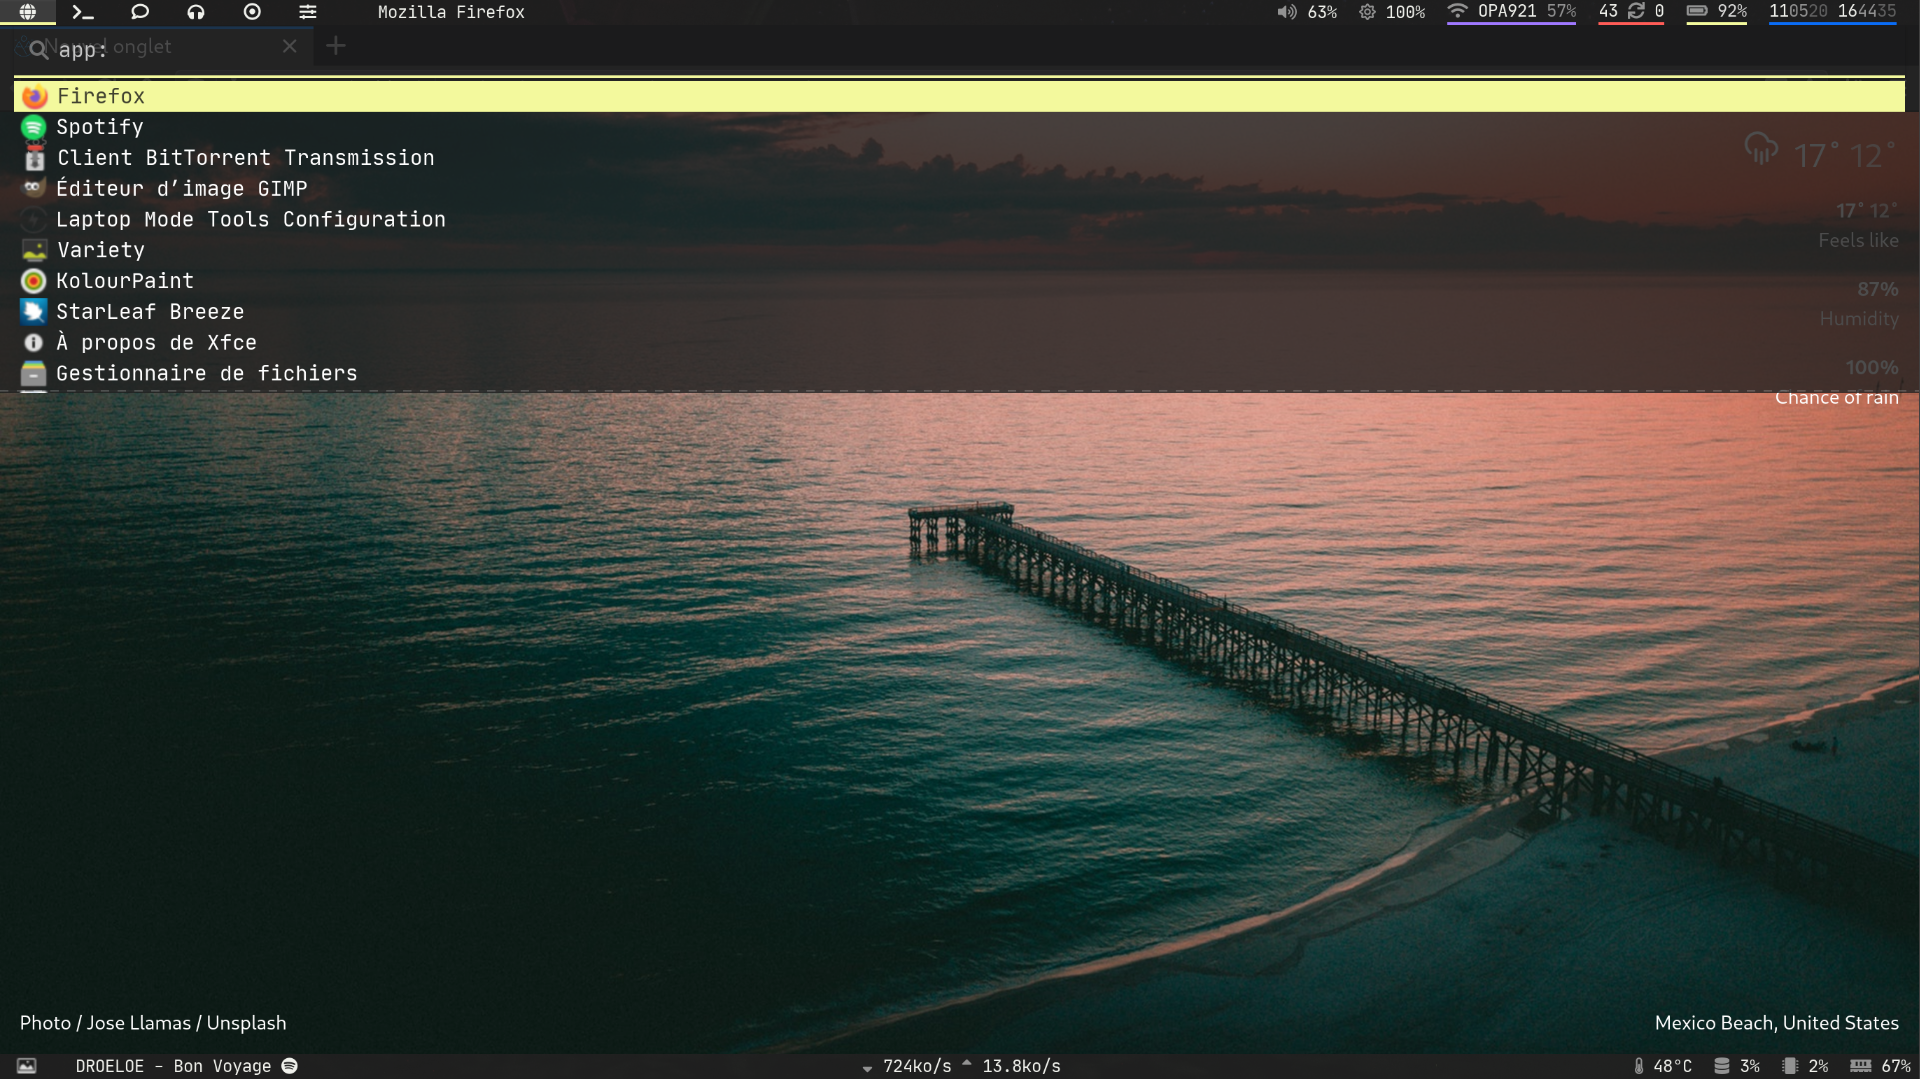 Mozilla Firefox 63% 100% OPA921 57% 43 0 92% 110520 164435
Nouvel onglet
app:
Firefox
Spotify
Client BitTorrent Transmission
Éditeur d’image GIMP
Laptop Mode Tools Configuration
Variety
KolourPaint
StarLeaf Breeze
À propos de Xfce
Gestionnaire de fichiers
17° 12°
17° 12°
Feels like
87%
Humidity
100%
Chance of rain
Photo / Jose Llamas / Unsplash
Mexico Beach, United States
DROELOE - Bon Voyage 724ko/s 13.8ko/s 48°C 3% 2% 67%